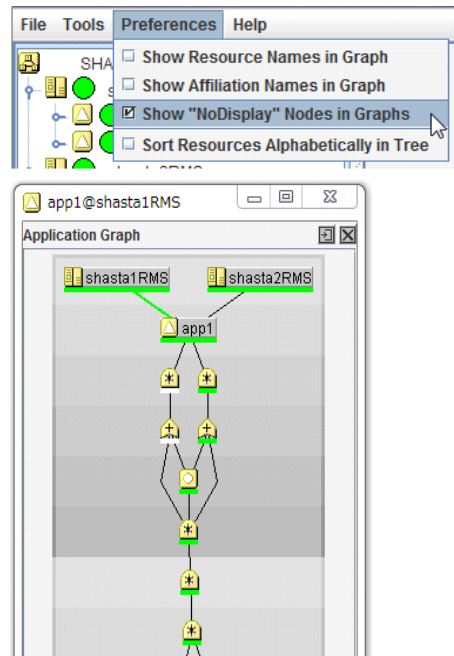 File Tools Preferences Help
SHA
Show Resource Names in Graph
Show Affiliation Names in Graph
Show "NoDisplay" Nodes in Graphs
Sort Resources Alphabetically in Tree
app1@shasta1RMS
Application Graph
shasta1RMS shasta2RMS
app1